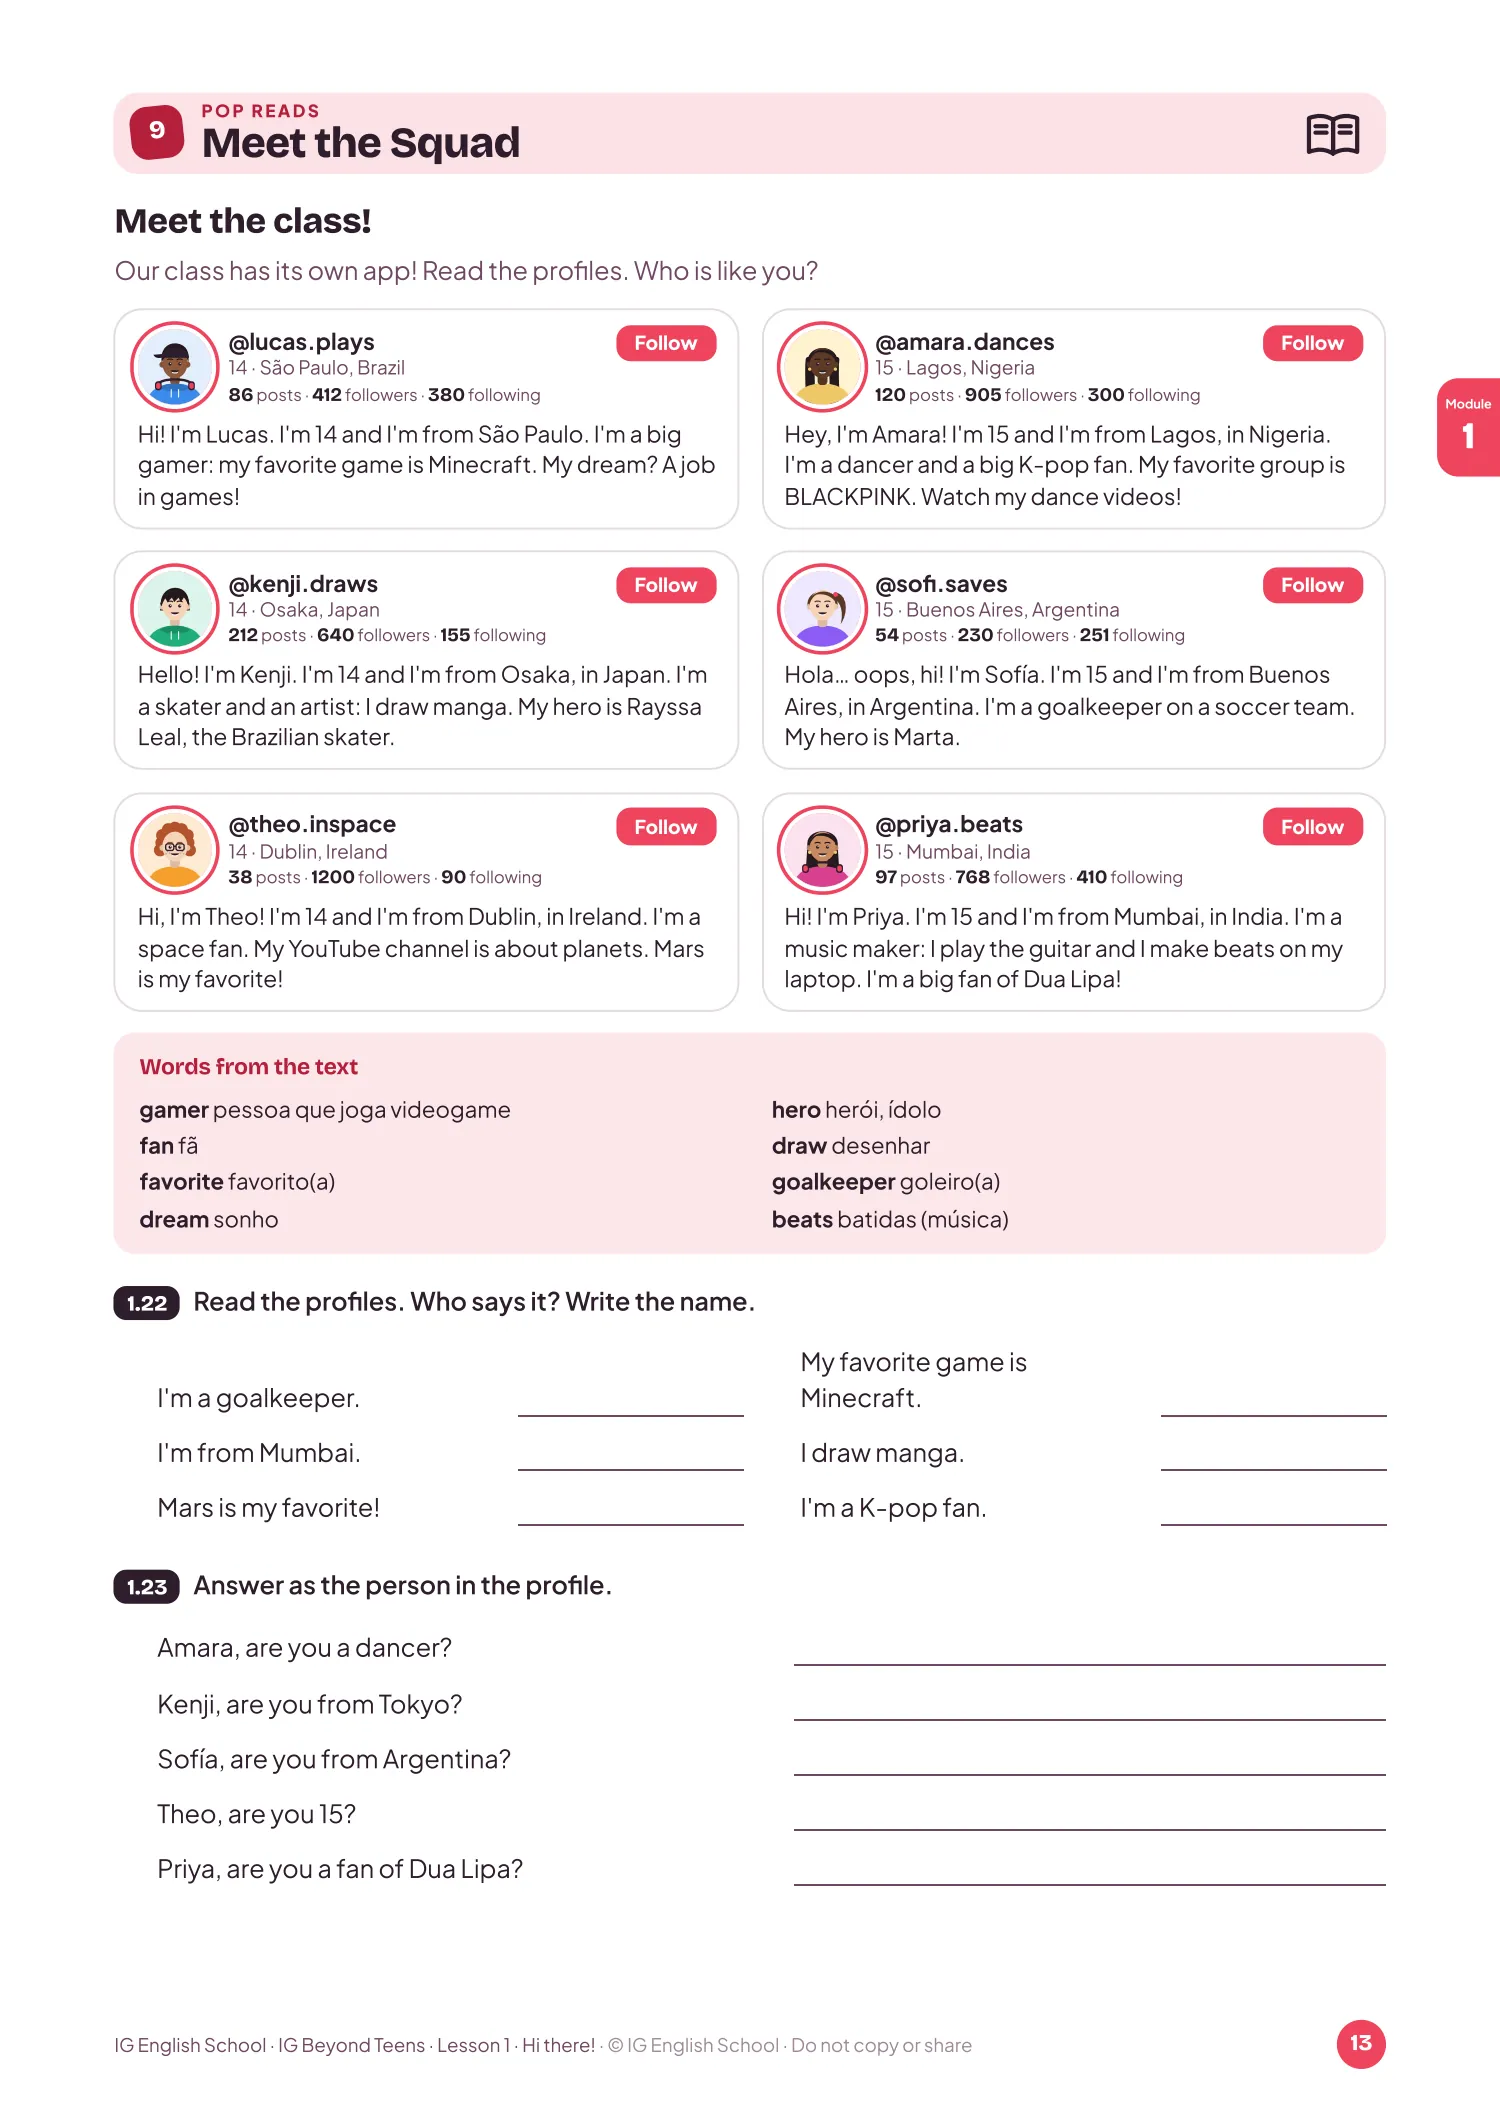 9
POP READS
Meet the Squad
Meet the class!
Our class has its own app! Read the profiles. Who is like you?
@lucas.plays
Follow
14 · São Paulo, Brazil
86 posts · 412 followers · 380 following
Hi! I'm Lucas. I'm 14 and I'm from São Paulo. I'm a big
gamer: my favorite game is Minecraft. My dream? A job
in games!
@amara.dances
Follow
15 · Lagos, Nigeria
120 posts · 905 followers · 300 following
Hey, I'm Amara! I'm 15 and I'm from Lagos, in Nigeria.
I'm a dancer and a big K-pop fan. My favorite group is
BLACKPINK. Watch my dance videos!
Module
1
@kenji.draws
Follow
14 · Osaka, Japan
212 posts · 640 followers · 155 following
Hello! I'm Kenji. I'm 14 and I'm from Osaka, in Japan. I'm
a skater and an artist: I draw manga. My hero is Rayssa
Leal, the Brazilian skater.
@sofi.saves
Follow
15 · Buenos Aires, Argentina
54 posts · 230 followers · 251 following
Hola... oops, hi! I'm Sofía. I'm 15 and I'm from Buenos
Aires, in Argentina. I'm a goalkeeper on a soccer team.
My hero is Marta.
@theo.inspace
Follow
14 · Dublin, Ireland
38 posts · 1200 followers · 90 following
Hi, I'm Theo! I'm 14 and I'm from Dublin, in Ireland. I'm a
space fan. My YouTube channel is about planets. Mars
is my favorite!
@priya.beats
Follow
15 · Mumbai, India
97 posts · 768 followers · 410 following
Hi! I'm Priya. I'm 15 and I'm from Mumbai, in India. I'm a
music maker: I play the guitar and I make beats on my
laptop. I'm a big fan of Dua Lipa!
Words from the text
gamer pessoa que joga videogame
fan fã
favorite favorito(a)
dream sonho
hero herói, ídolo
draw desenhar
goalkeeper goleiro(a)
beats batidas (música)
1.22 Read the profiles. Who says it? Write the name.
I'm a goalkeeper.
My favorite game is
Minecraft.
I'm from Mumbai.
I draw manga.
Mars is my favorite!
I'm a K-pop fan.
1.23 Answer as the person in the profile.
Amara, are you a dancer?
Kenji, are you from Tokyo?
Sofía, are you from Argentina?
Theo, are you 15?
Priya, are you a fan of Dua Lipa?
IG English School · IG Beyond Teens · Lesson 1 · Hi there! · © IG English School · Do not copy or share
13